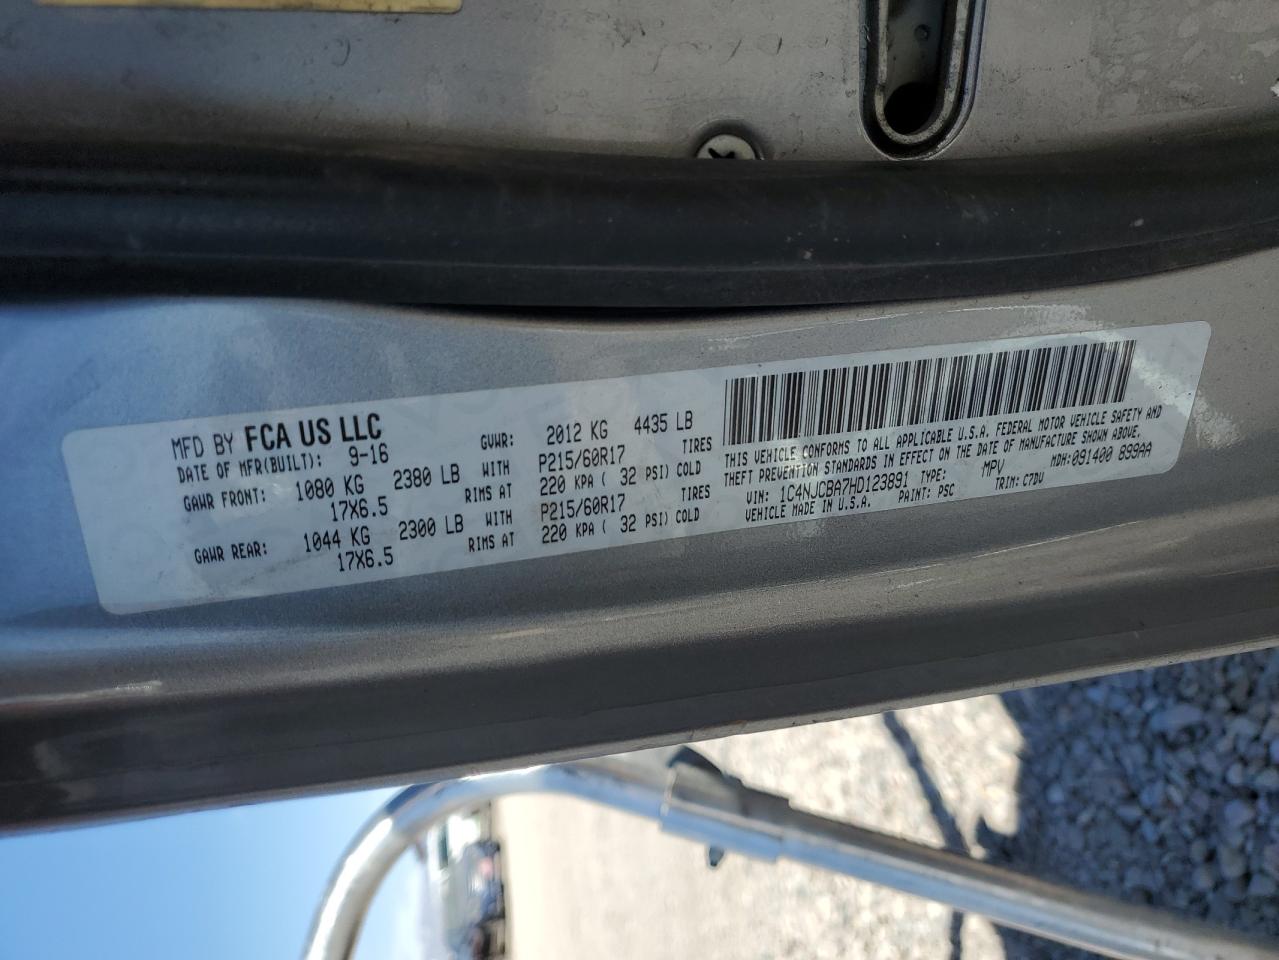 MFD BY FCA US LLC
DATE OF MFR(BUILT): 9-16
GVWR: 2012 KG 4435 LB
GAWR FRONT: 1080 KG 2380 LB WITH P215/60R17 TIRES
17X6.5 RIMS AT 220 KPA ( 32 PSI) COLD
GAWR REAR: 1044 KG 2300 LB WITH P215/60R17 TIRES
17X6.5 RIMS AT 220 KPA ( 32 PSI) COLD
THIS VEHICLE CONFORMS TO ALL APPLICABLE U.S.A. FEDERAL MOTOR VEHICLE SAFETY AND
THEFT PREVENTION STANDARDS IN EFFECT ON THE DATE OF MANUFACTURE SHOWN ABOVE.
VIN: 1C4NJCBA7HD123891 TYPE: MPV MDH:091400 899AA
VEHICLE MADE IN U.S.A. PAINT: PSC TRIM: C7DV